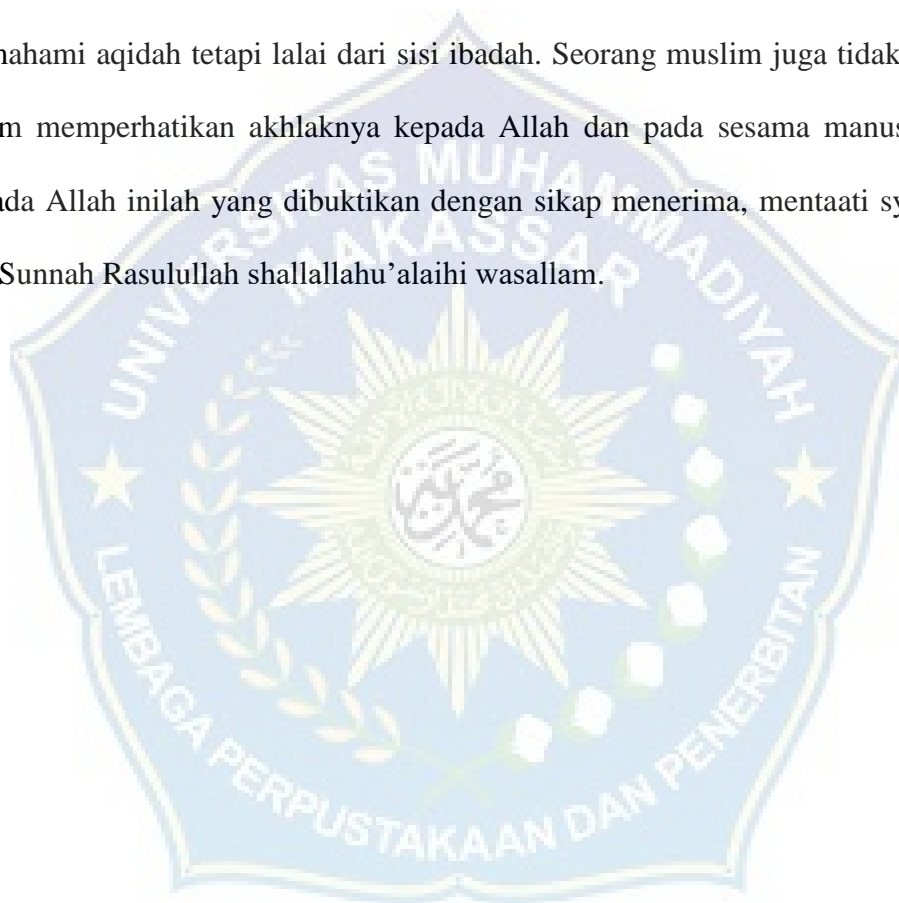 ahami aqidah tetapi lalai dari sisi ibadah. Seorang muslim juga tidak
m memperhatikan akhlaknya kepada Allah dan pada sesama manus
da Allah inilah yang dibuktikan dengan sikap menerima, mentaati sy
Sunnah Rasulullah shallallahu’alaihi wasallam.
UNIVERSITAS MUHAMMADIYAH
MAKASSAR
محمدية
LEMBAGA PERPUSTAKAAN DAN PENERBITAN